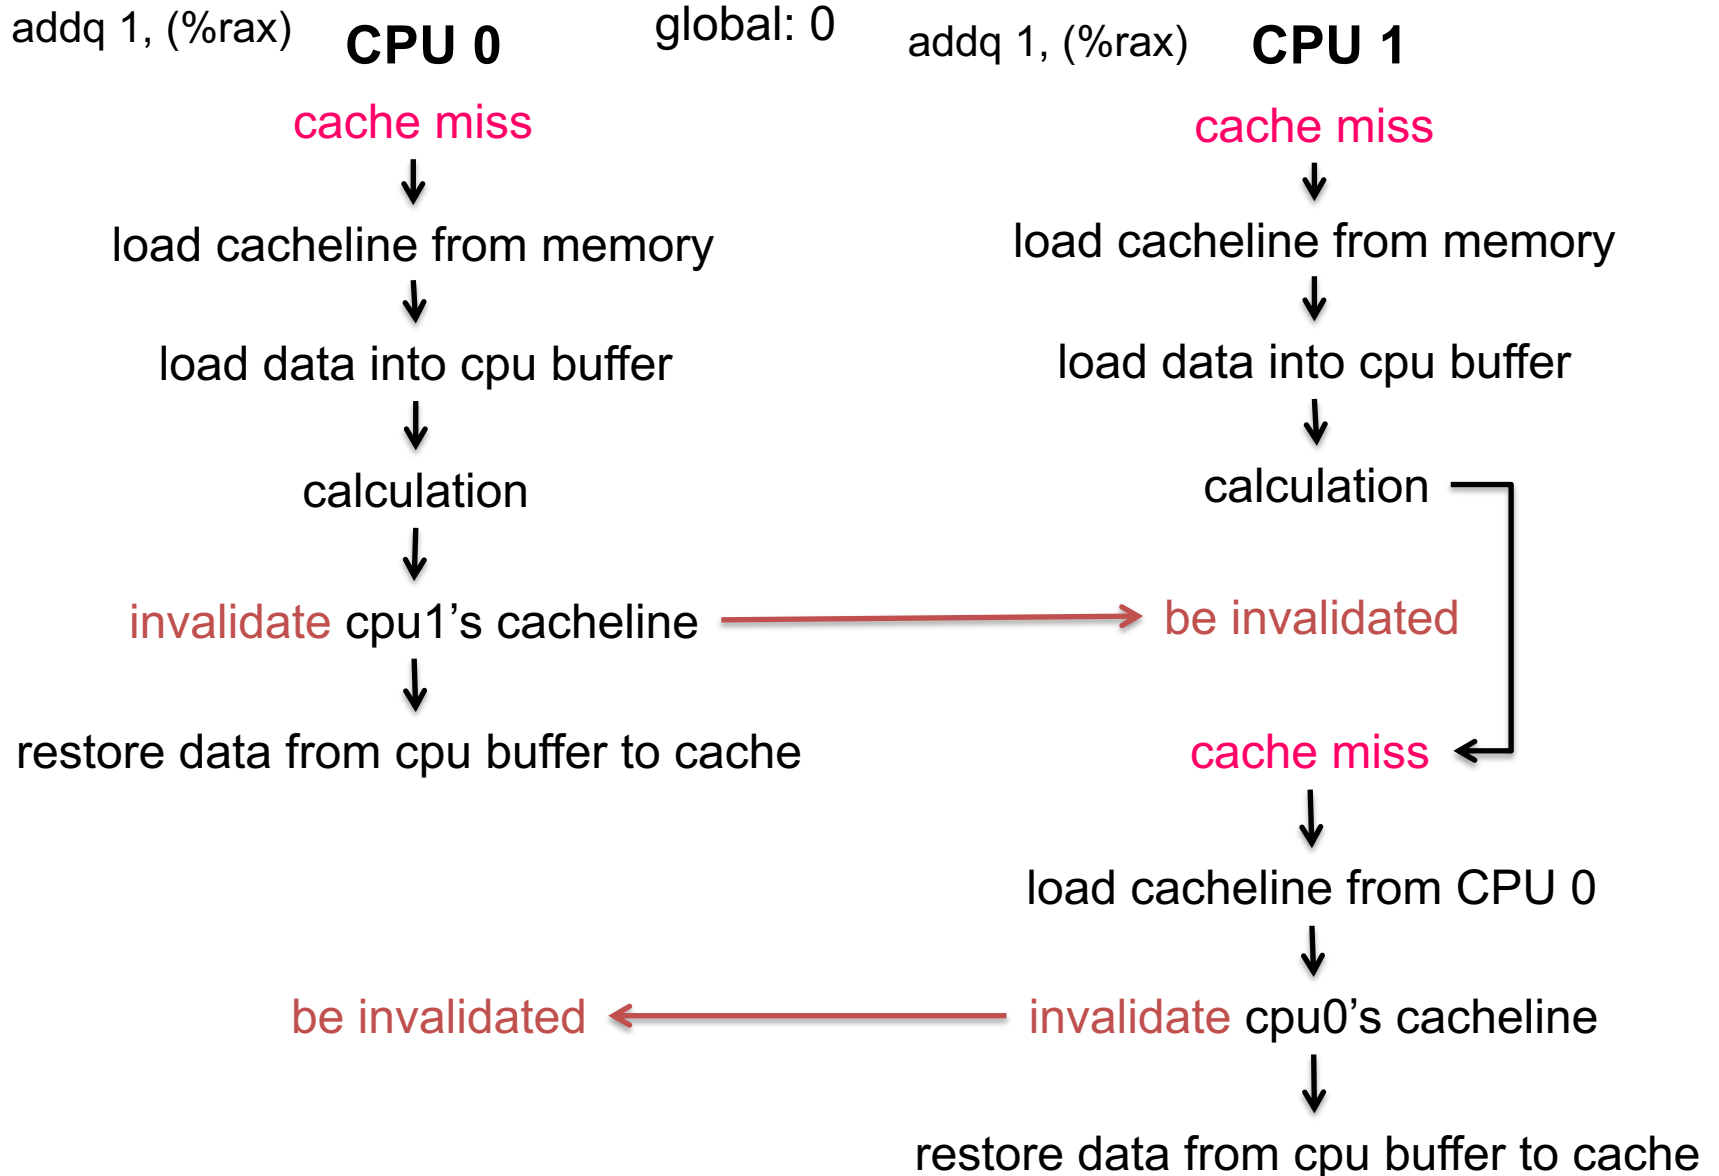 addq 1, (%rax)
CPU 0
global: 0
addq 1, (%rax)
CPU 1
cache miss
load cacheline from memory
load data into cpu buffer
calculation
invalidate cpu1’s cacheline
restore data from cpu buffer to cache
be invalidated
cache miss
load cacheline from memory
load data into cpu buffer
calculation
be invalidated
cache miss
load cacheline from CPU 0
invalidate cpu0’s cacheline
restore data from cpu buffer to cache